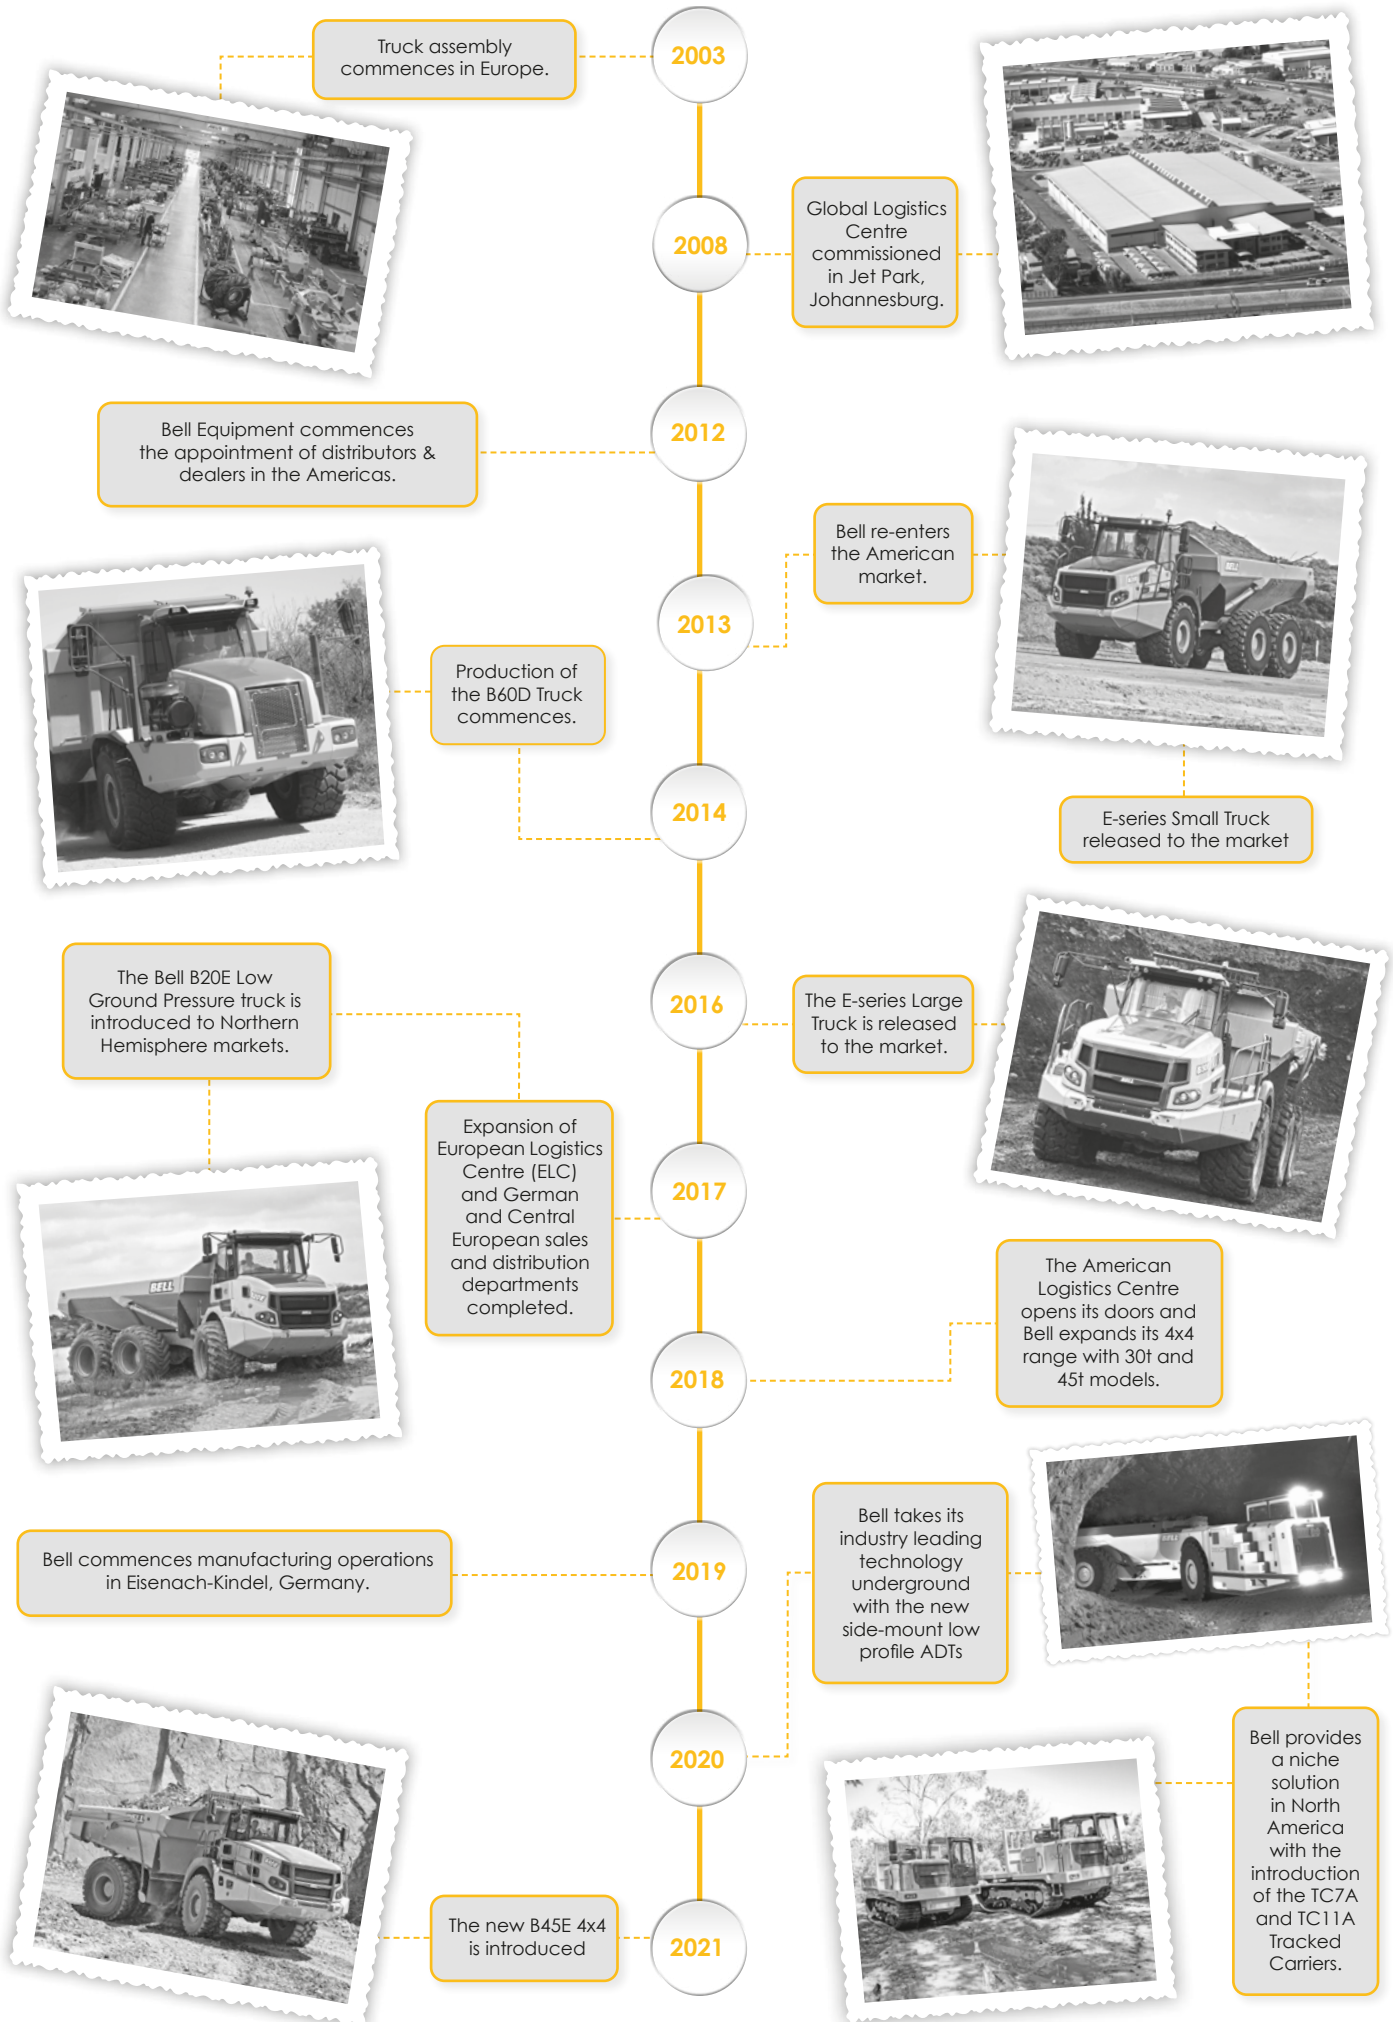 2003
Truck assembly
commences in Europe.
2008
Global Logistics
Centre
commissioned
in Jet Park,
Johannesburg.
2012
Bell Equipment commences
the appointment of distributors &
dealers in the Americas.
2013
Bell re-enters
the American
market.
BELL
E-series Small Truck
released to the market
2014
Production of
the B60D Truck
commences.
2016
The E-series Large
Truck is released
to the market.
2017
Expansion of
European Logistics
Centre (ELC)
and German
and Central
European sales
and distribution
departments
completed.
The Bell B20E Low
Ground Pressure truck is
introduced to Northern
Hemisphere markets.
BELL
2018
The American
Logistics Centre
opens its doors and
Bell expands its 4x4
range with 30t and
45t models.
2019
Bell commences manufacturing operations
in Eisenach-Kindel, Germany.
2020
Bell takes its
industry leading
technology
underground
with the new
side-mount low
profile ADTs
BELL
Bell provides
a niche
solution
in North
America
with the
introduction
of the TC7A
and TC11A
Tracked
Carriers.
2021
The new B45E 4x4
is introduced